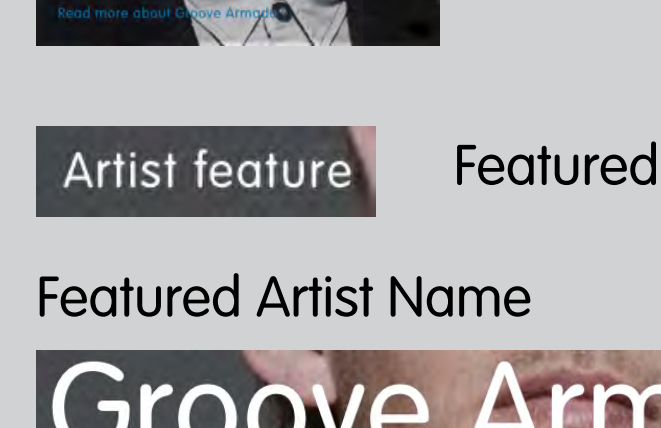 Read more about Groove Armada
Artist feature
Featured
Featured Artist Name
Groove Arm